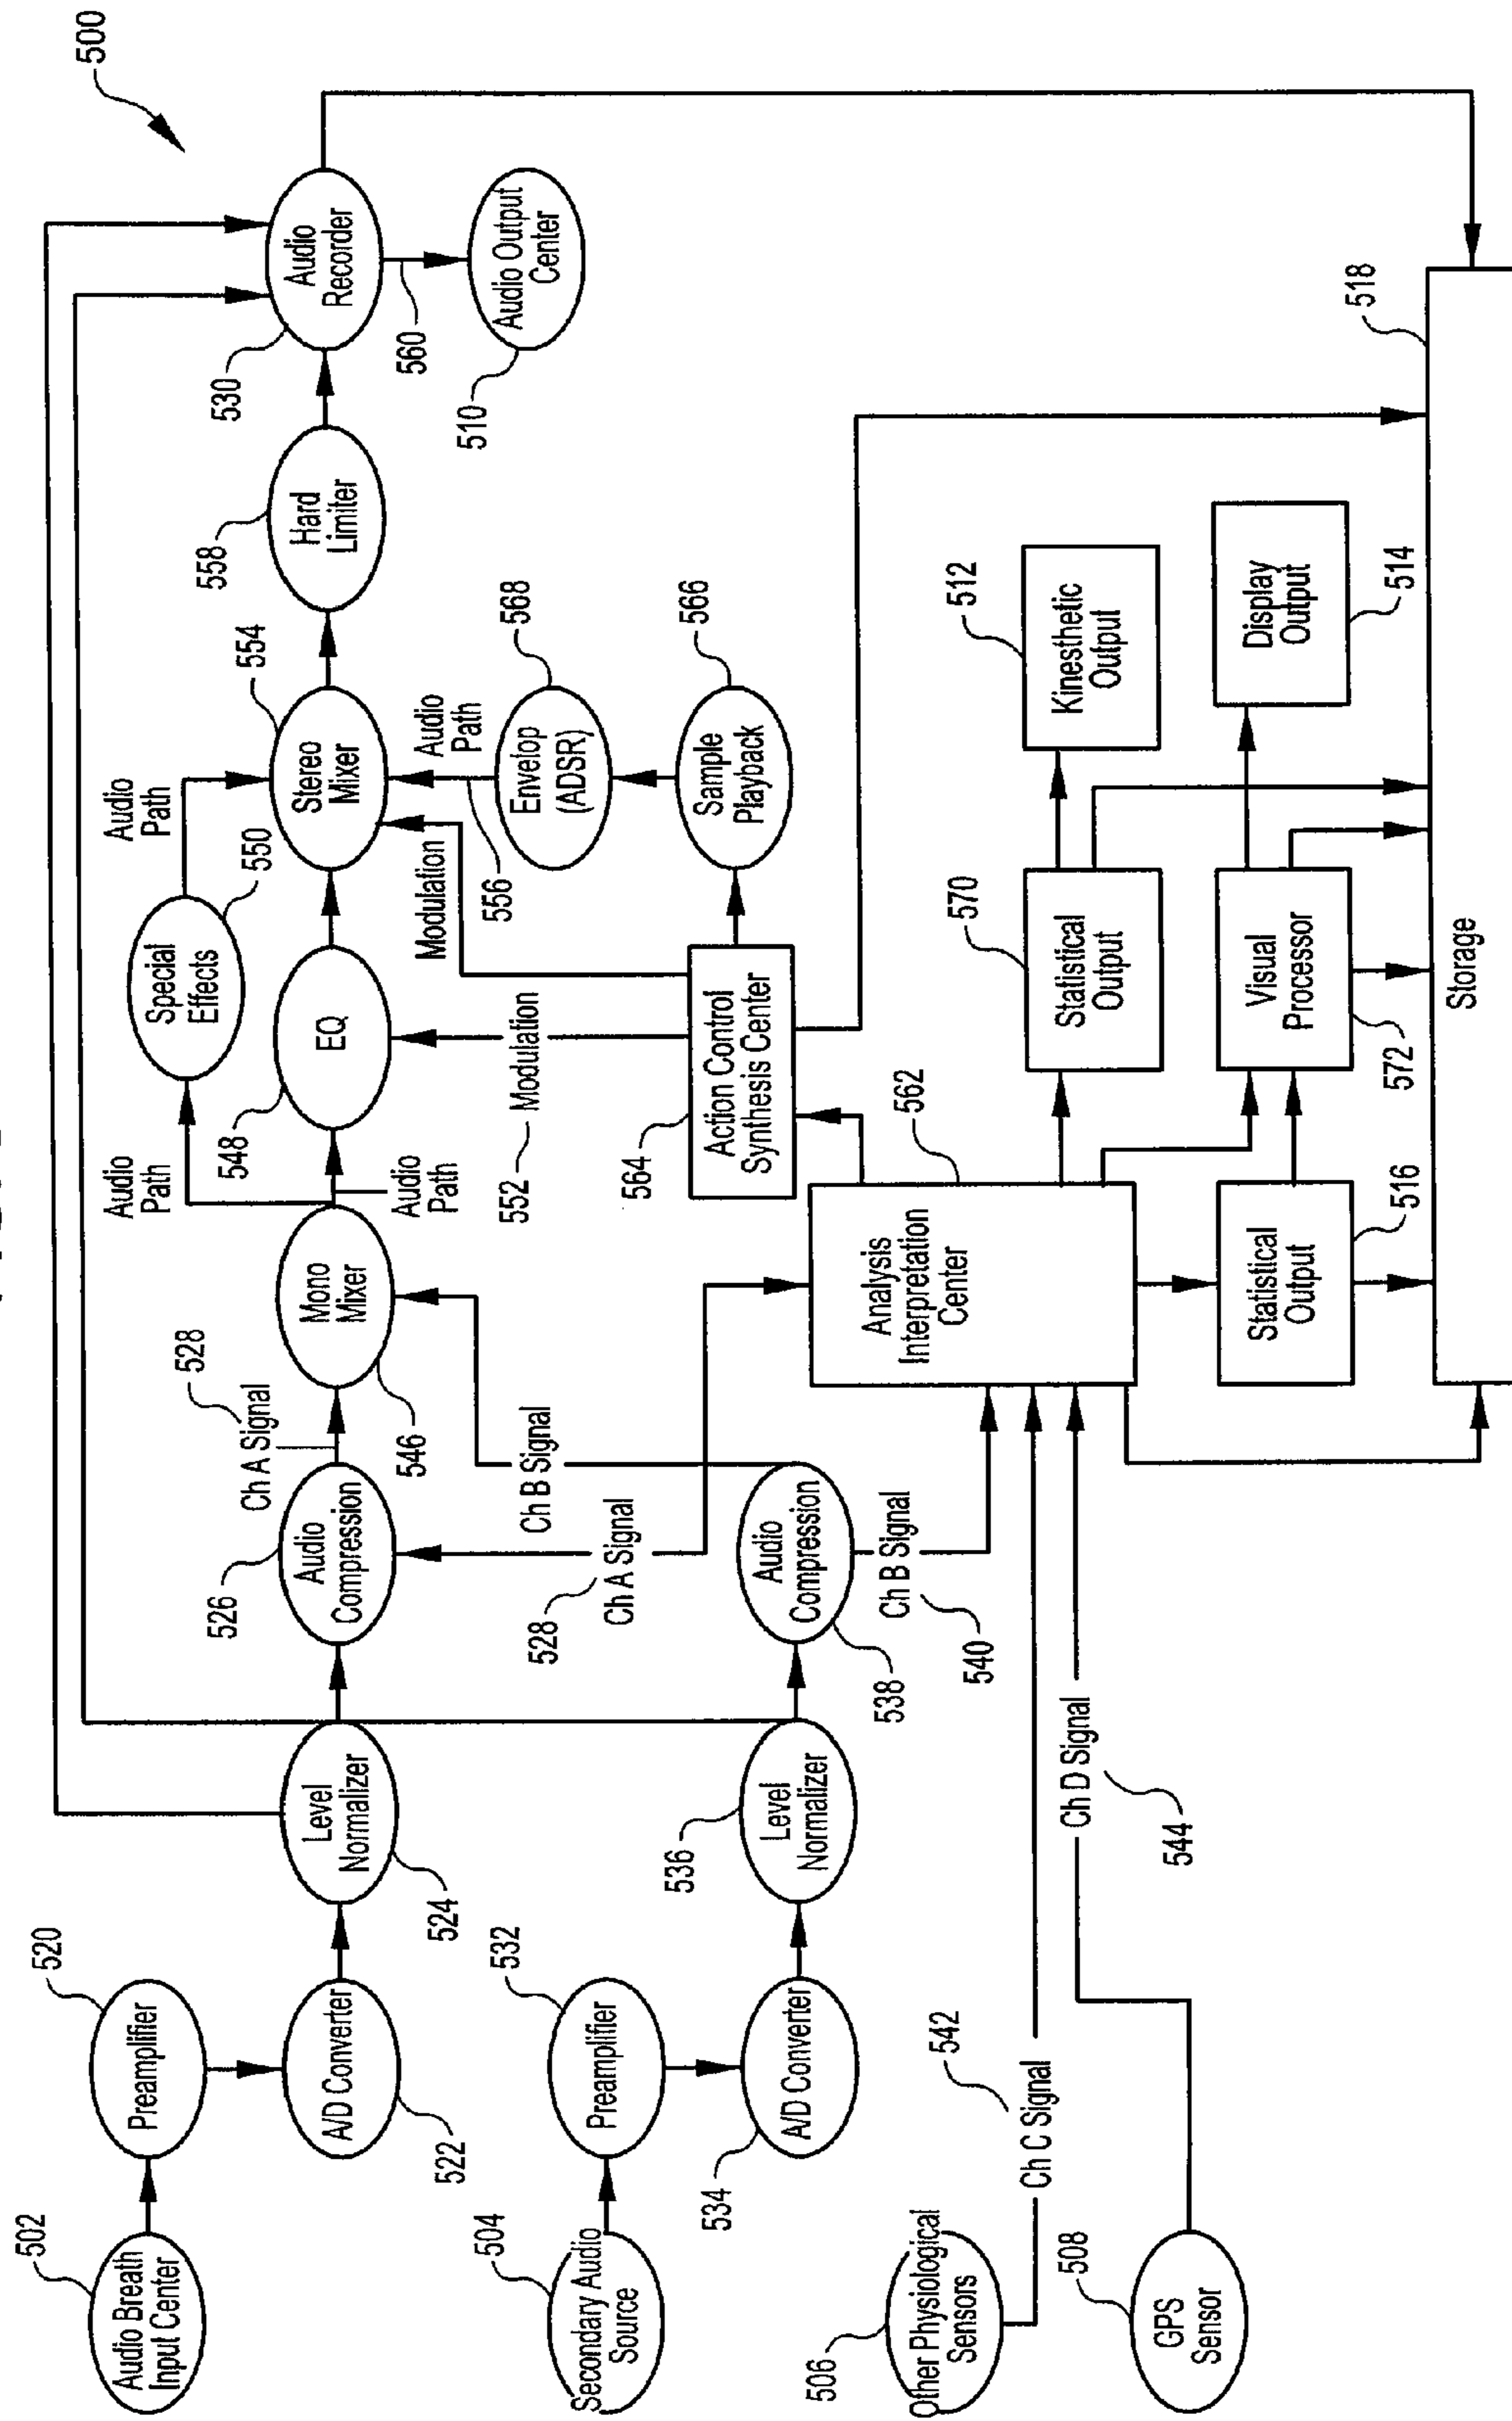 500
502
Audio Breath
Input Center
520
Preamplifier
A/D Converter
522
Level
Normalizer
524
526
Audio
Compression
528
Ch A Signal
Mono
Mixer
546
Audio
Path
Audio
Path
548
EQ
Special
Effects
550
Audio
Path
554
Stereo
Mixer
558
Hard
Limiter
530
Audio
Recorder
560
510
Audio Output
Center
504
Secondary Audio
Source
532
Preamplifier
534
A/D Converter
536
Level
Normalizer
538
Audio
Compression
528
Ch A Signal
Ch B Signal
Ch B Signal
540
552
Modulation
Modulation
556
Audio
Path
568
Envelop
(ADSR)
566
Sample
Playback
564
Action Control
Synthesis Center
562
Analysis
Interpretation
Center
506
Other Physiological
Sensors
542
Ch C Signal
508
GPS
Sensor
Ch D Signal
544
570
Statistical
Output
512
Kinesthetic
Output
516
Statistical
Output
572
Visual
Processor
514
Display
Output
518
Storage